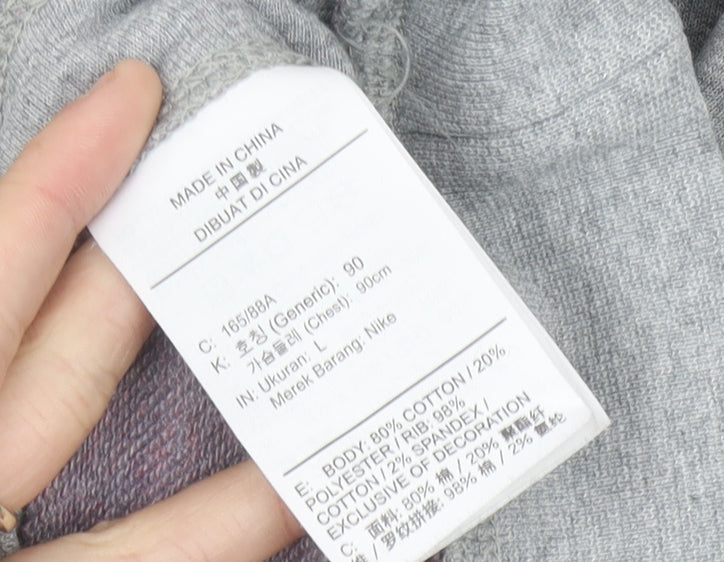 MADE IN CHINA
中国製
DIBUAT DI CINA
C: 165/88A
K: 호칭 (Generic): 90
가슴둘레 (Chest): 90cm
IN: Ukuran: L
Merek Barang: Nike
E: BODY: 80% COTTON / 20%
POLYESTER / RIB: 98%
COTTON / 2% SPANDEX /
EXCLUSIVE OF DECORATION
C: 面料: 80% 棉 / 20% 聚酯纤
维 / 罗纹拼接: 98% 棉 / 2% 氨纶